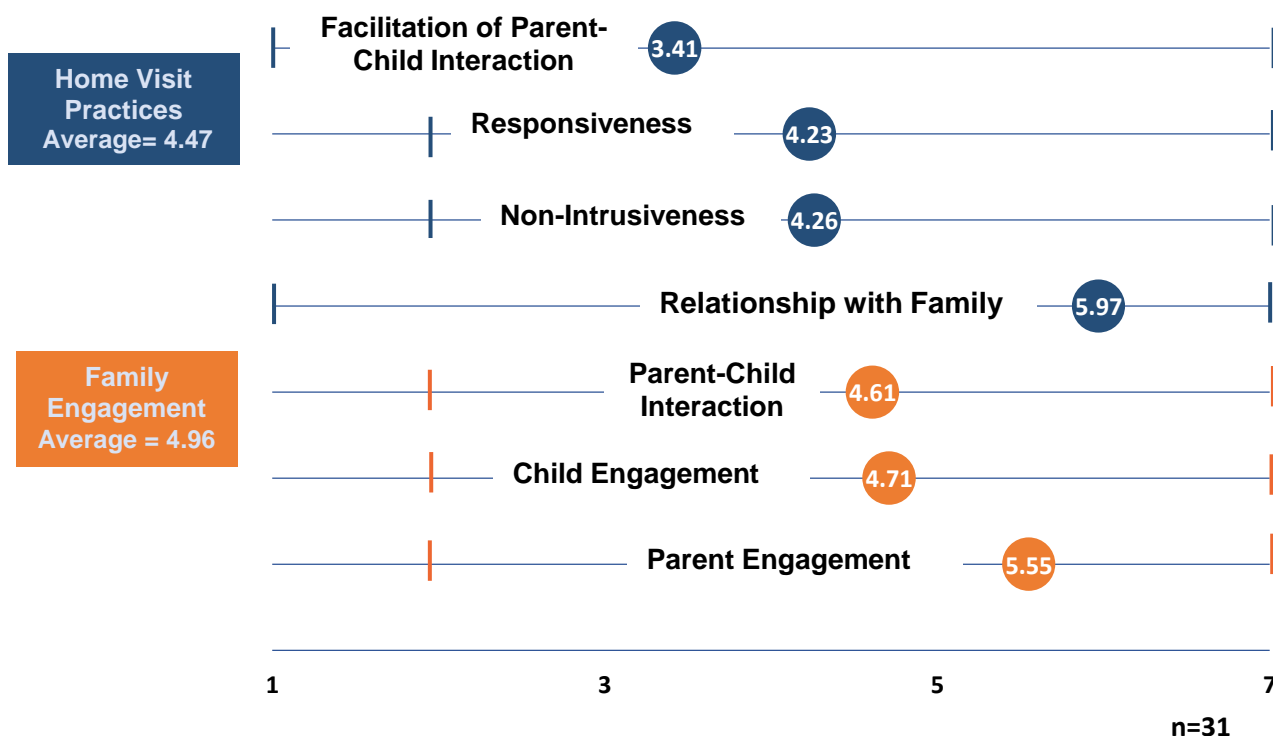 Facilitation of Parent-
Child Interaction
3.41
Home Visit
Practices
Average= 4.47
Responsiveness
4.23
Non-Intrusiveness
4.26
Relationship with Family
5.97
Family
Engagement
Average = 4.96
Parent-Child
Interaction
4.61
Child Engagement
4.71
Parent Engagement
5.55
1
3
5
7
n=31